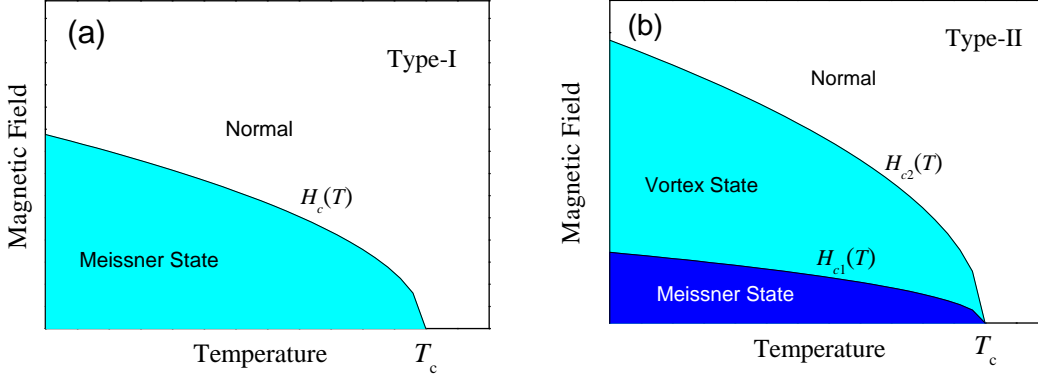 (a)
Type-I
Normal
H_c(T)
Meissner State
Magnetic Field
Temperature
T_c
(b)
Type-II
Normal
H_c2(T)
Vortex State
H_c1(T)
Meissner State
Magnetic Field
Temperature
T_c